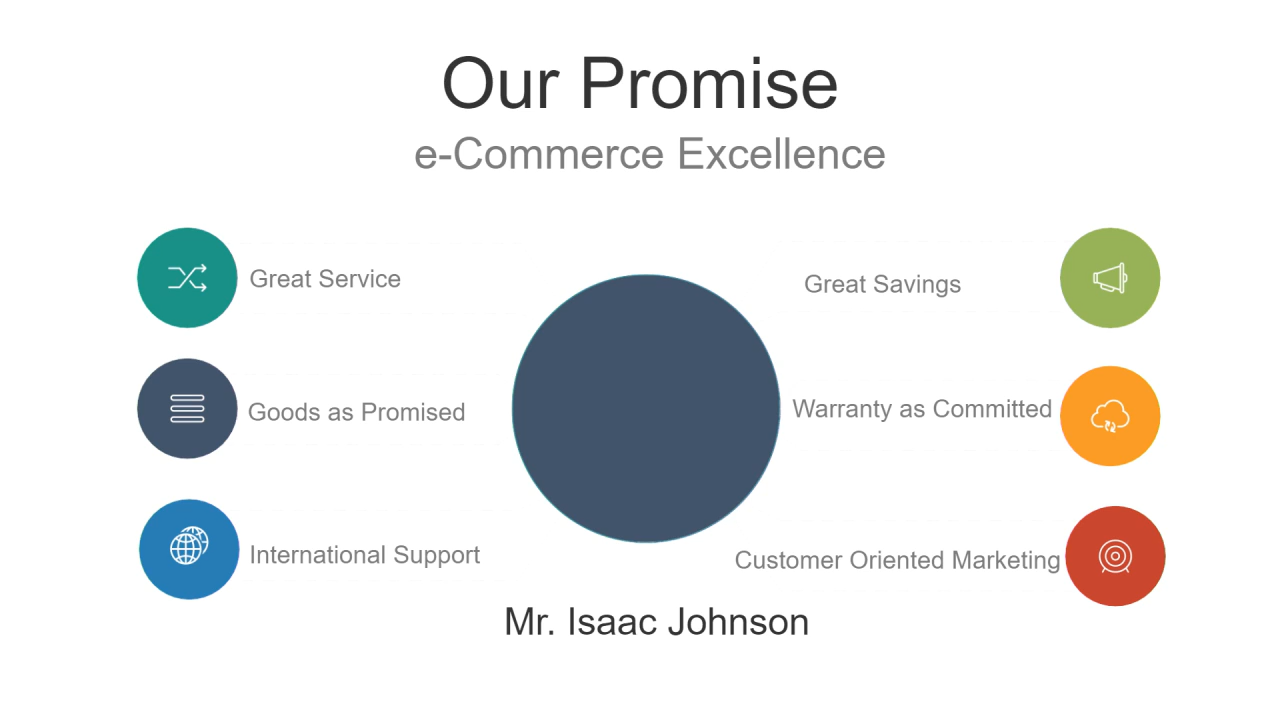 Our Promise
e-Commerce Excellence
Great Service
Great Savings
Goods as Promised
Warranty as Committed
International Support
Customer Oriented Marketing
Mr. Isaac Johnson